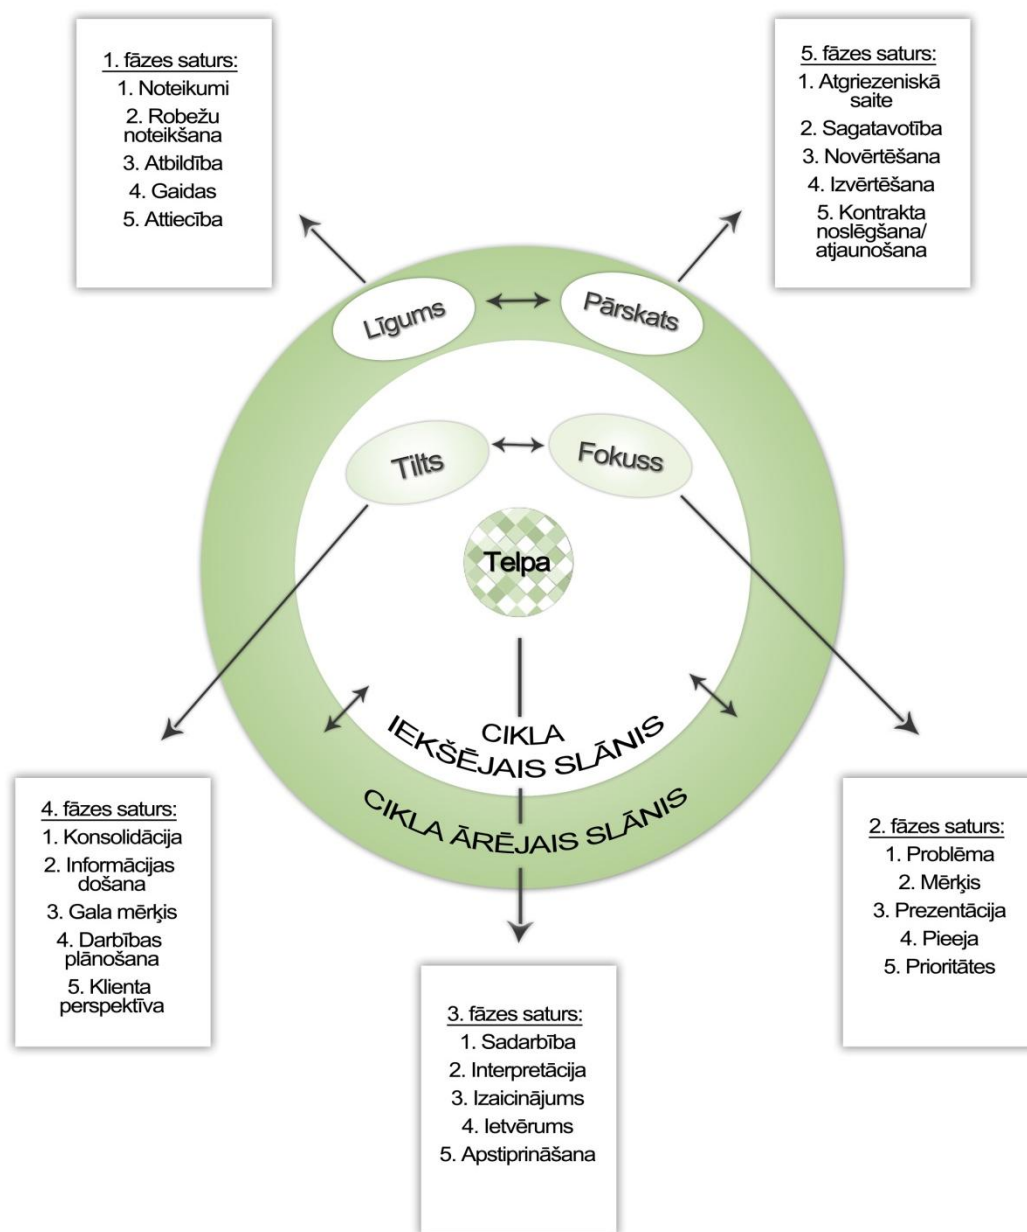 1. fāzes saturs:
1. Noteikumi
2. Robežu
noteikšana
3. Atbildība
4. Gaidas
5. Attiecība
5. fāzes saturs:
1. Atgriezeniskā
saite
2. Sagatavotība
3. Novērtēšana
4. Izvērtēšana
5. Kontrakta
noslēgšana/
atjaunošana
Līgums
Pārskats
Tilts
Fokuss
Telpa
CIKLA
IEKŠĒJAIS SLĀNIS
CIKLA ĀRĒJAIS SLĀNIS
4. fāzes saturs:
1. Konsolidācija
2. Informācijas
došana
3. Gala mērķis
4. Darbības
plānošana
5. Klienta
perspektīva
2. fāzes saturs:
1. Problēma
2. Mērķis
3. Prezentācija
4. Pieeja
5. Prioritātes
3. fāzes saturs:
1. Sadarbība
2. Interpretācija
3. Izaicinājums
4. Ietvērums
5. Apstiprināšana